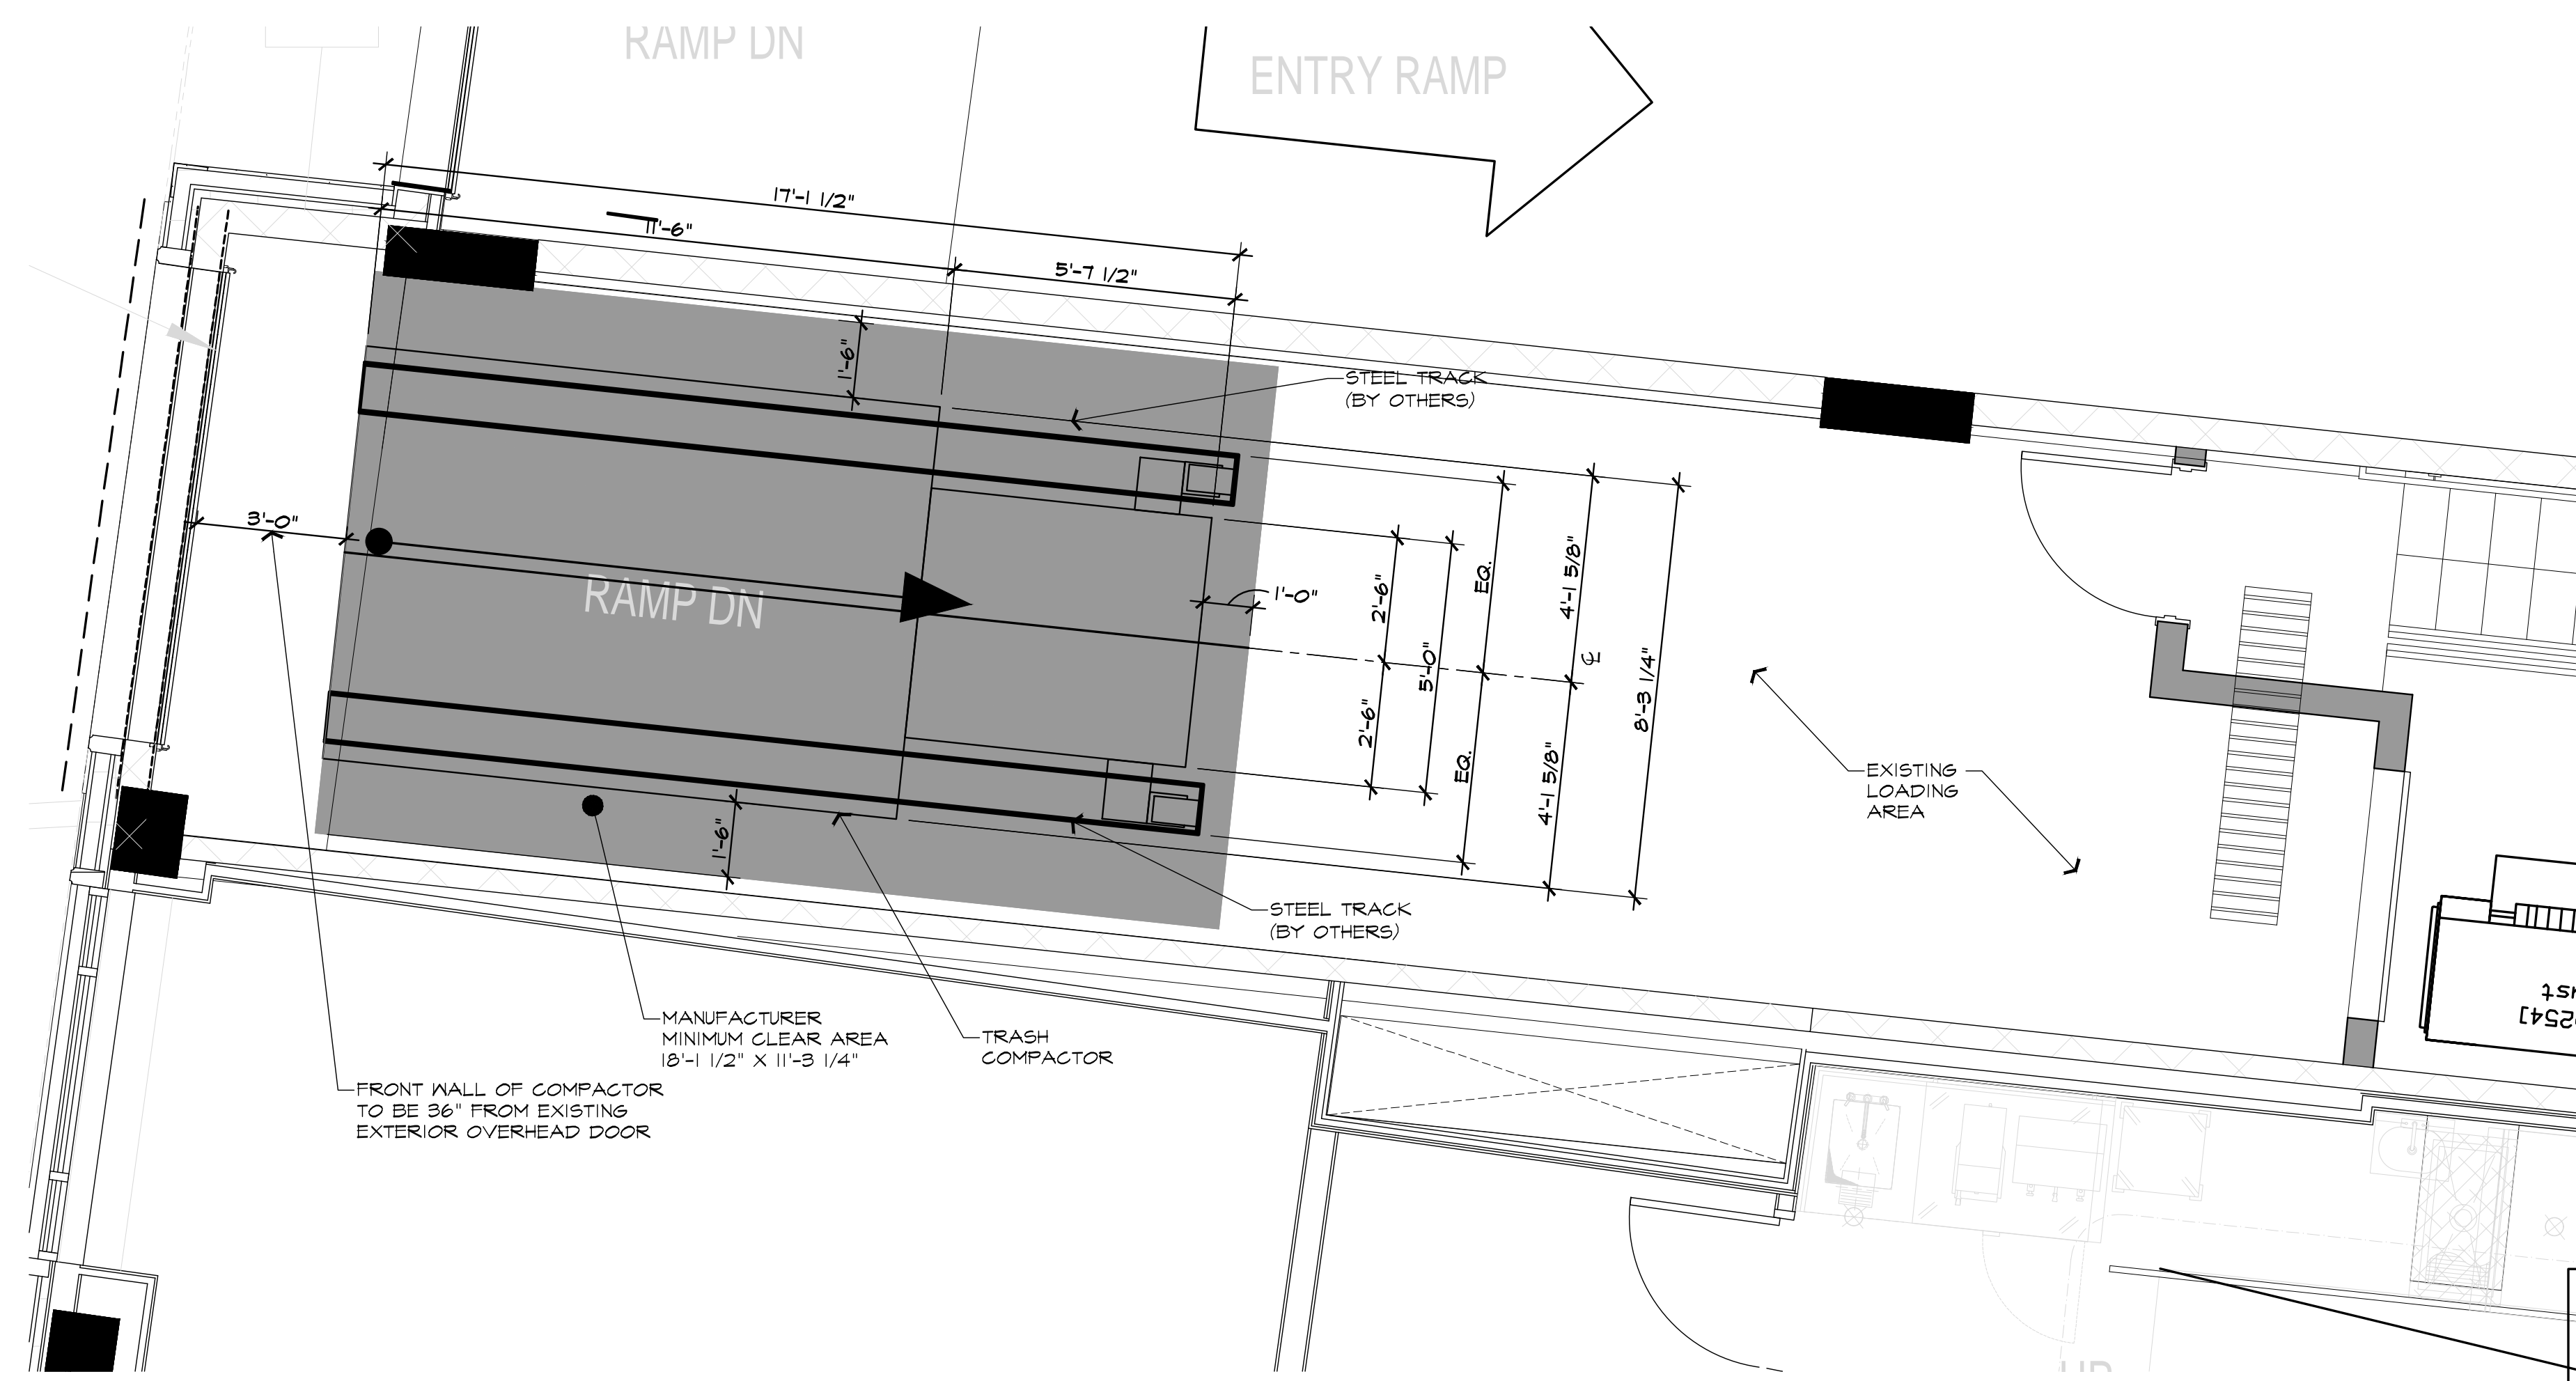 RAMP DN
ENTRY RAMP
17'-1 1/2"
11'-6"
5'-7 1/2"
1'-6"
STEEL TRACK
(BY OTHERS)
3'-0"
RAMP DN
1'-0"
2'-6"
2'-6"
5'-0"
EQ.
EQ.
4'-1 5/8"
4'-1 5/8"
℄
8'-3 1/4"
EXISTING
LOADING
AREA
1'-6"
STEEL TRACK
(BY OTHERS)
MANUFACTURER
MINIMUM CLEAR AREA
18'-1 1/2" X 11'-3 1/4"
TRASH
COMPACTOR
FRONT WALL OF COMPACTOR
TO BE 36" FROM EXISTING
EXTERIOR OVERHEAD DOOR